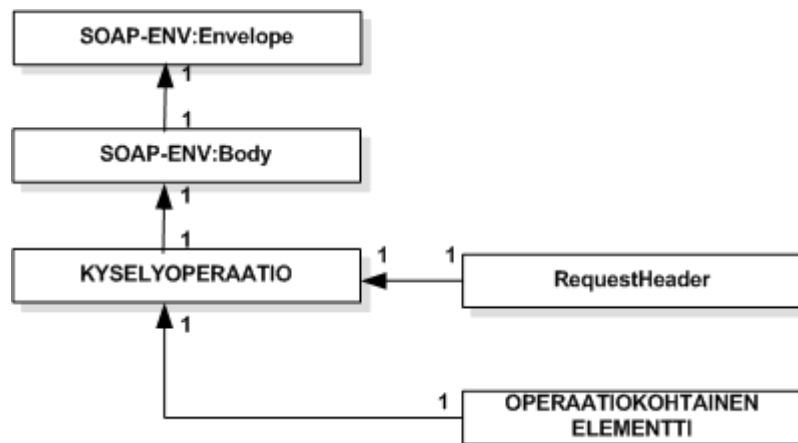 SOAP-ENV:Envelope
1
1
SOAP-ENV:Body
1
1
KYSELYOPERAATIO
1
1
RequestHeader
1
1
OPERAATIOKOHTAINEN
ELEMENTTI